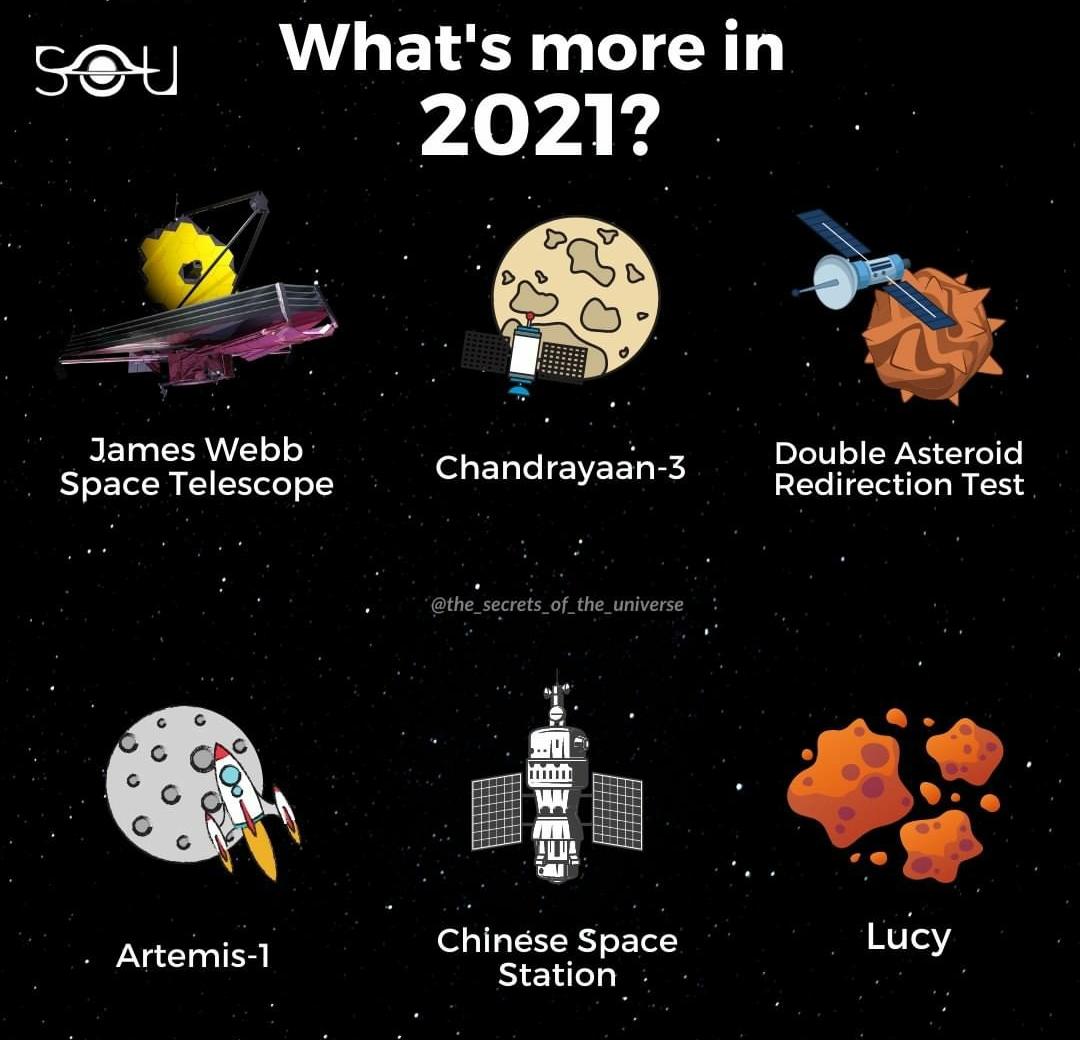 SOU
What's more in
2021?
James Webb
Space Telescope
Chandrayaan-3
Double Asteroid
Redirection Test
@the_secrets_of_the_universe
Artemis-1
Chinese Space
Station
Lucy